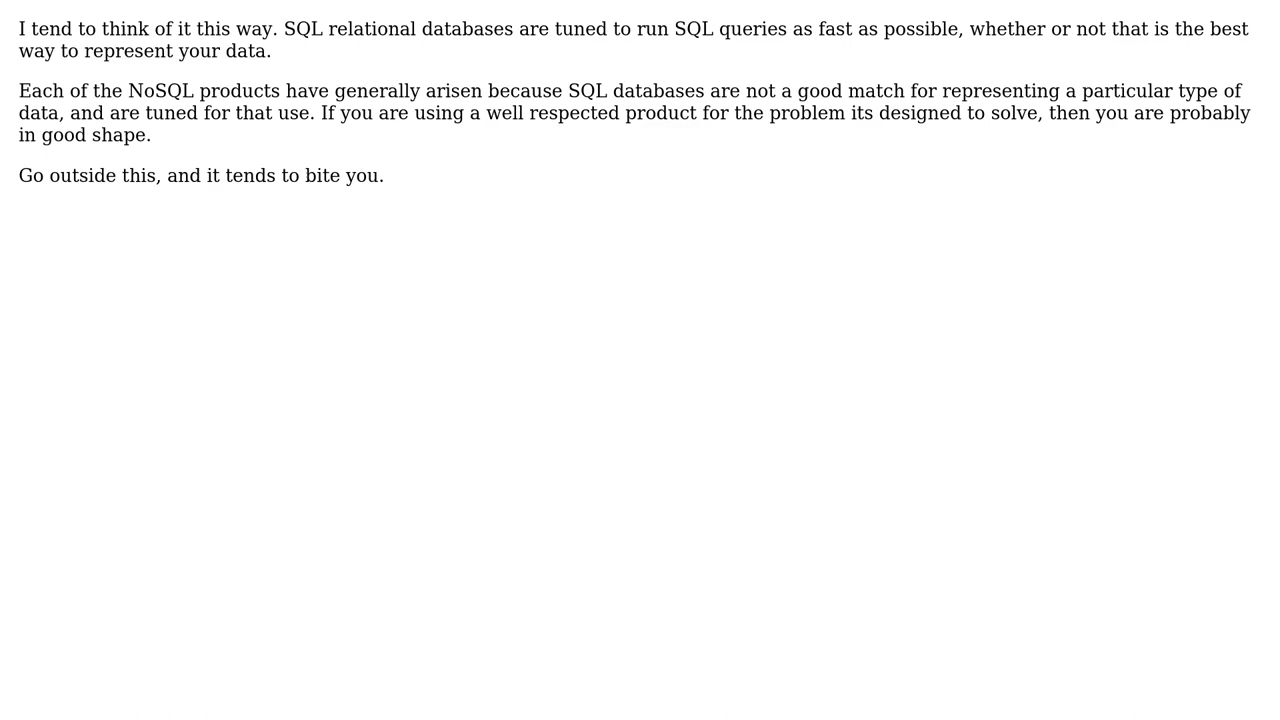 I tend to think of it this way. SQL relational databases are tuned to run SQL queries as fast as possible, whether or not that is the best
way to represent your data.
Each of the NoSQL products have generally arisen because SQL databases are not a good match for representing a particular type of
data, and are tuned for that use. If you are using a well respected product for the problem its designed to solve, then you are probably
in good shape.
Go outside this, and it tends to bite you.